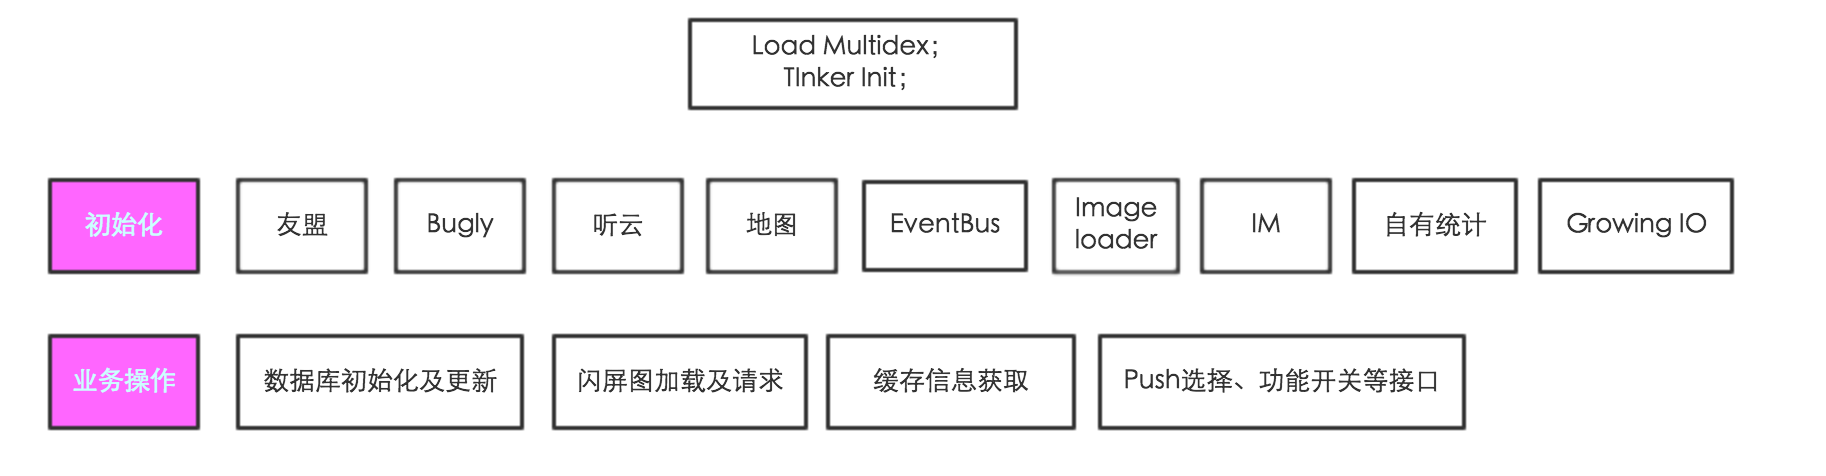 Load Multidex;
TInker Init;
初始化
友盟
Bugly
听云
地图
EventBus
Image
loader
IM
自有统计
Growing IO
业务操作
数据库初始化及更新
闪屏图加载及请求
缓存信息获取
Push选择、功能开关等接口